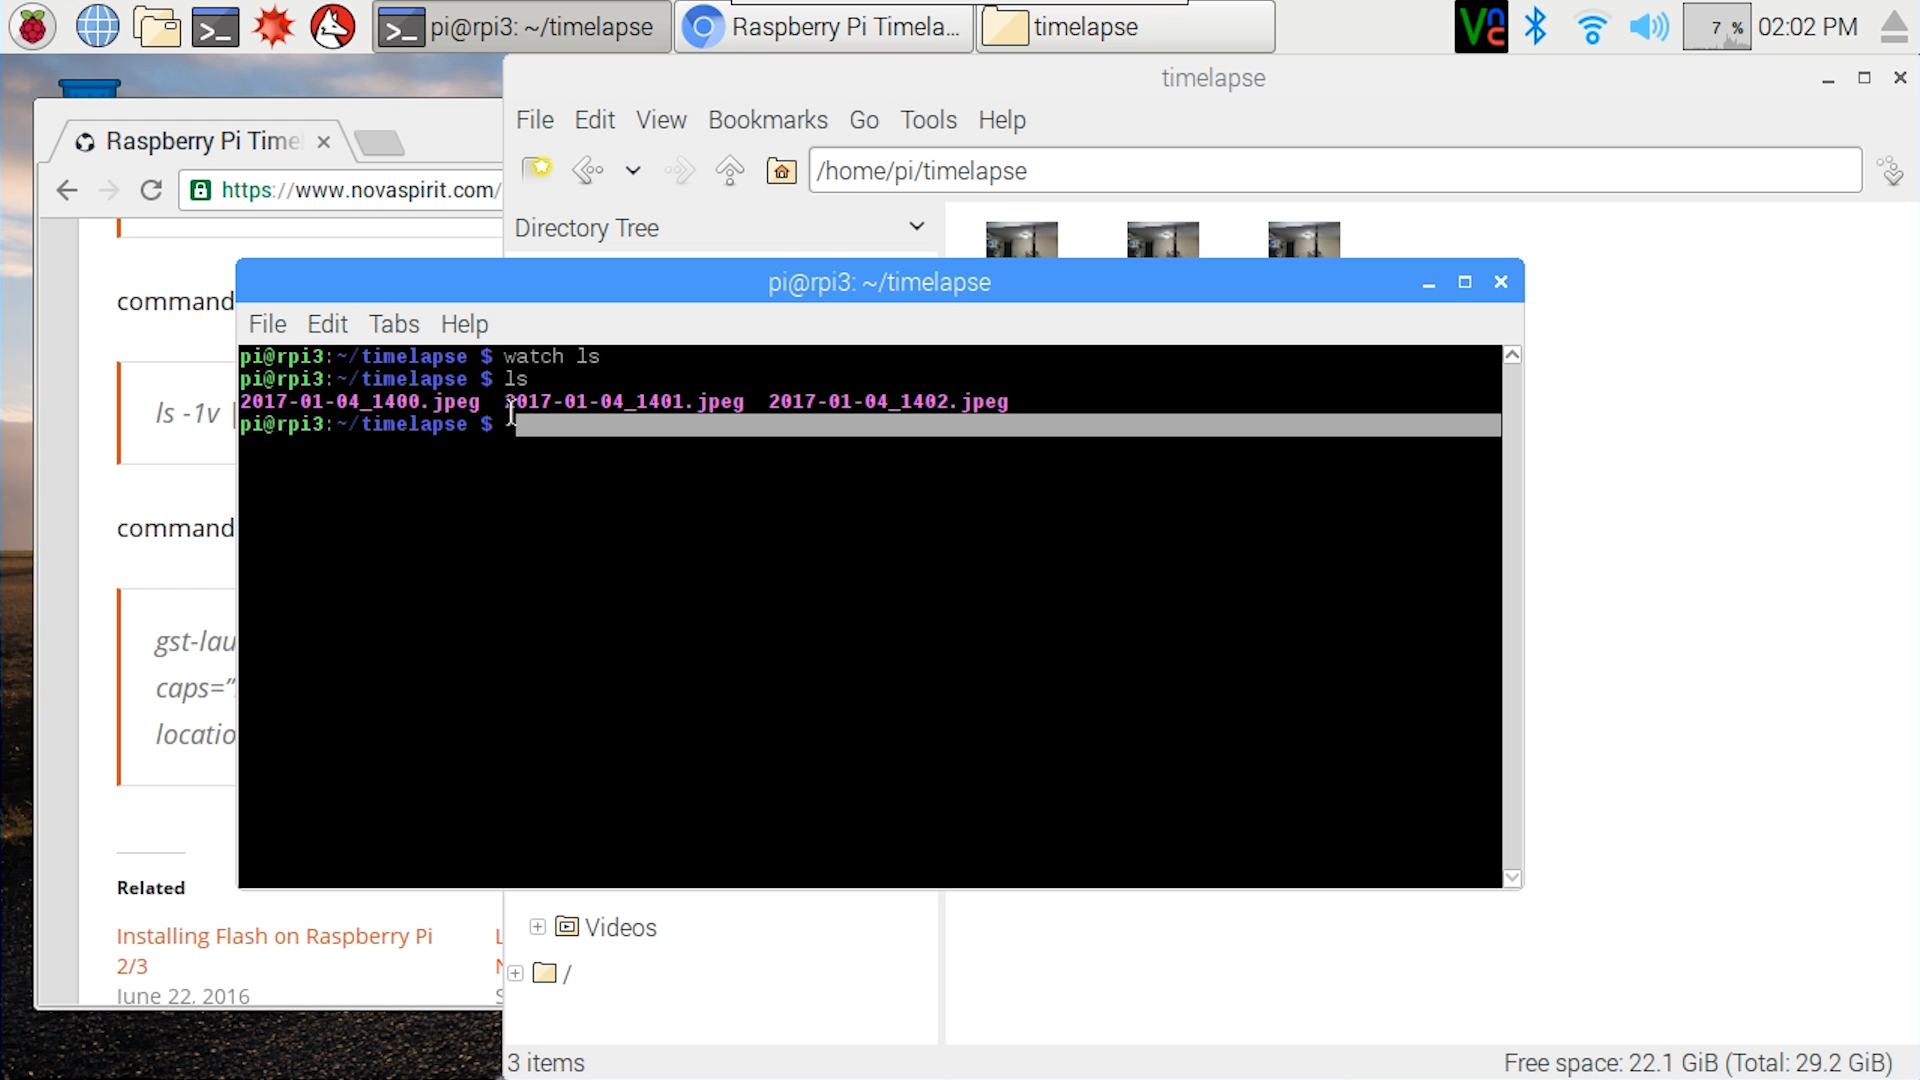 pi@rpi3: ~/timelapse
Raspberry Pi Timela...
timelapse
7 %
02:02 PM
timelapse
File Edit View Bookmarks Go Tools Help
Raspberry Pi Time
https://www.novaspirit.com/
/home/pi/timelapse
Directory Tree
command
ls -1v |
command
gst-lau
caps=”
locatio
pi@rpi3: ~/timelapse
File Edit Tabs Help
pi@rpi3:~/timelapse $ watch ls
pi@rpi3:~/timelapse $ ls
2017-01-04_1400.jpeg 2017-01-04_1401.jpeg 2017-01-04_1402.jpeg
pi@rpi3:~/timelapse $
Related
Installing Flash on Raspberry Pi
2/3
June 22, 2016
Videos
/
3 items
Free space: 22.1 GiB (Total: 29.2 GiB)